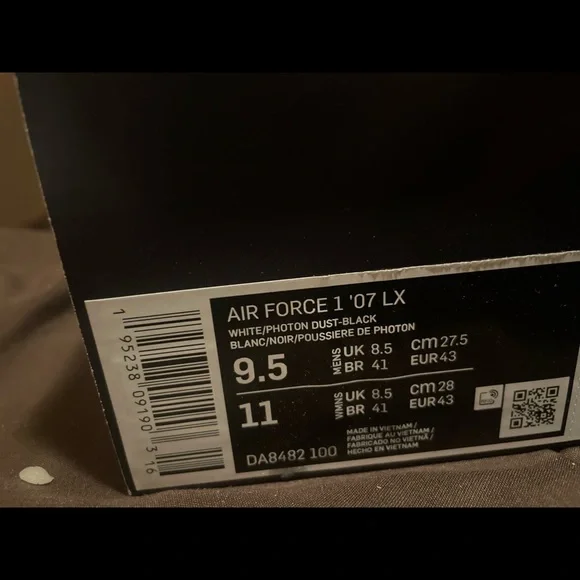 AIR FORCE 1 '07 LX
WHITE/PHOTON DUST-BLACK
BLANC/NOIR/POUSSIERE DE PHOTON
9.5 MENS UK 8.5 CM 27.5
BR 41 EUR 43
11 WMNS UK 8.5 CM 28
BR 41 EUR 43
MADE IN VIETNAM /
FABRIQUE AU VIETNAM /
FABRICADO NO VIETNÃ /
HECHO EN VIETNAM
DA8482 100
1 95238 09190 3 16